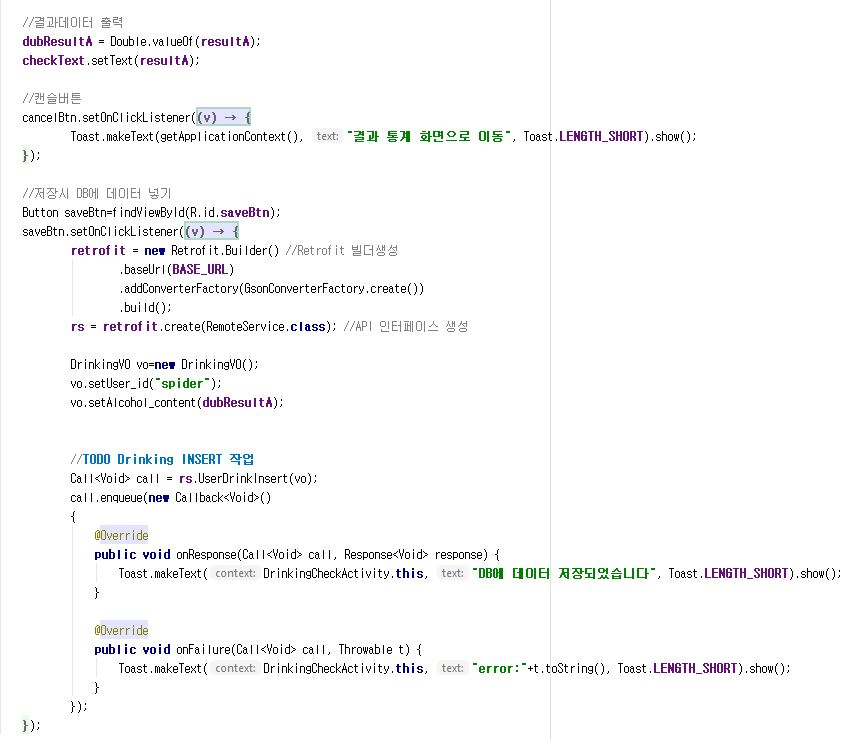 //결과데이터 출력
dubResultA = Double.valueOf(resultA);
checkText.setText(resultA);
//캔슬버튼
cancelBtn.setOnClickListener((v) → {
Toast.makeText(getApplicationContext(), text: "결과 통계 화면으로 이동", Toast.LENGTH_SHORT).show();
});
//저장시 DB에 데이터 넣기
Button saveBtn=findViewById(R.id.saveBtn);
saveBtn.setOnClickListener((v) → {
retrofit = new Retrofit.Builder() //Retrofit 빌더생성
.baseUrl(BASE_URL)
.addConverterFactory(GsonConverterFactory.create())
.build();
rs = retrofit.create(RemoteService.class); //API 인터페이스 생성
DrinkingVO vo=new DrinkingVO();
vo.setUser_id("spider");
vo.setAlcohol_content(dubResultA);
//TODO Drinking INSERT 작업
Call<Void> call = rs.UserDrinkInsert(vo);
call.enqueue(new Callback<Void>()
{
@Override
public void onResponse(Call<Void> call, Response<Void> response) {
Toast.makeText( context: DrinkingCheckActivity.this, text: "DB에 데이터 저장되었습니다", Toast.LENGTH_SHORT).show();
}
@Override
public void onFailure(Call<Void> call, Throwable t) {
Toast.makeText( context: DrinkingCheckActivity.this, text: "error:"+t.toString(), Toast.LENGTH_SHORT).show();
}
});
});